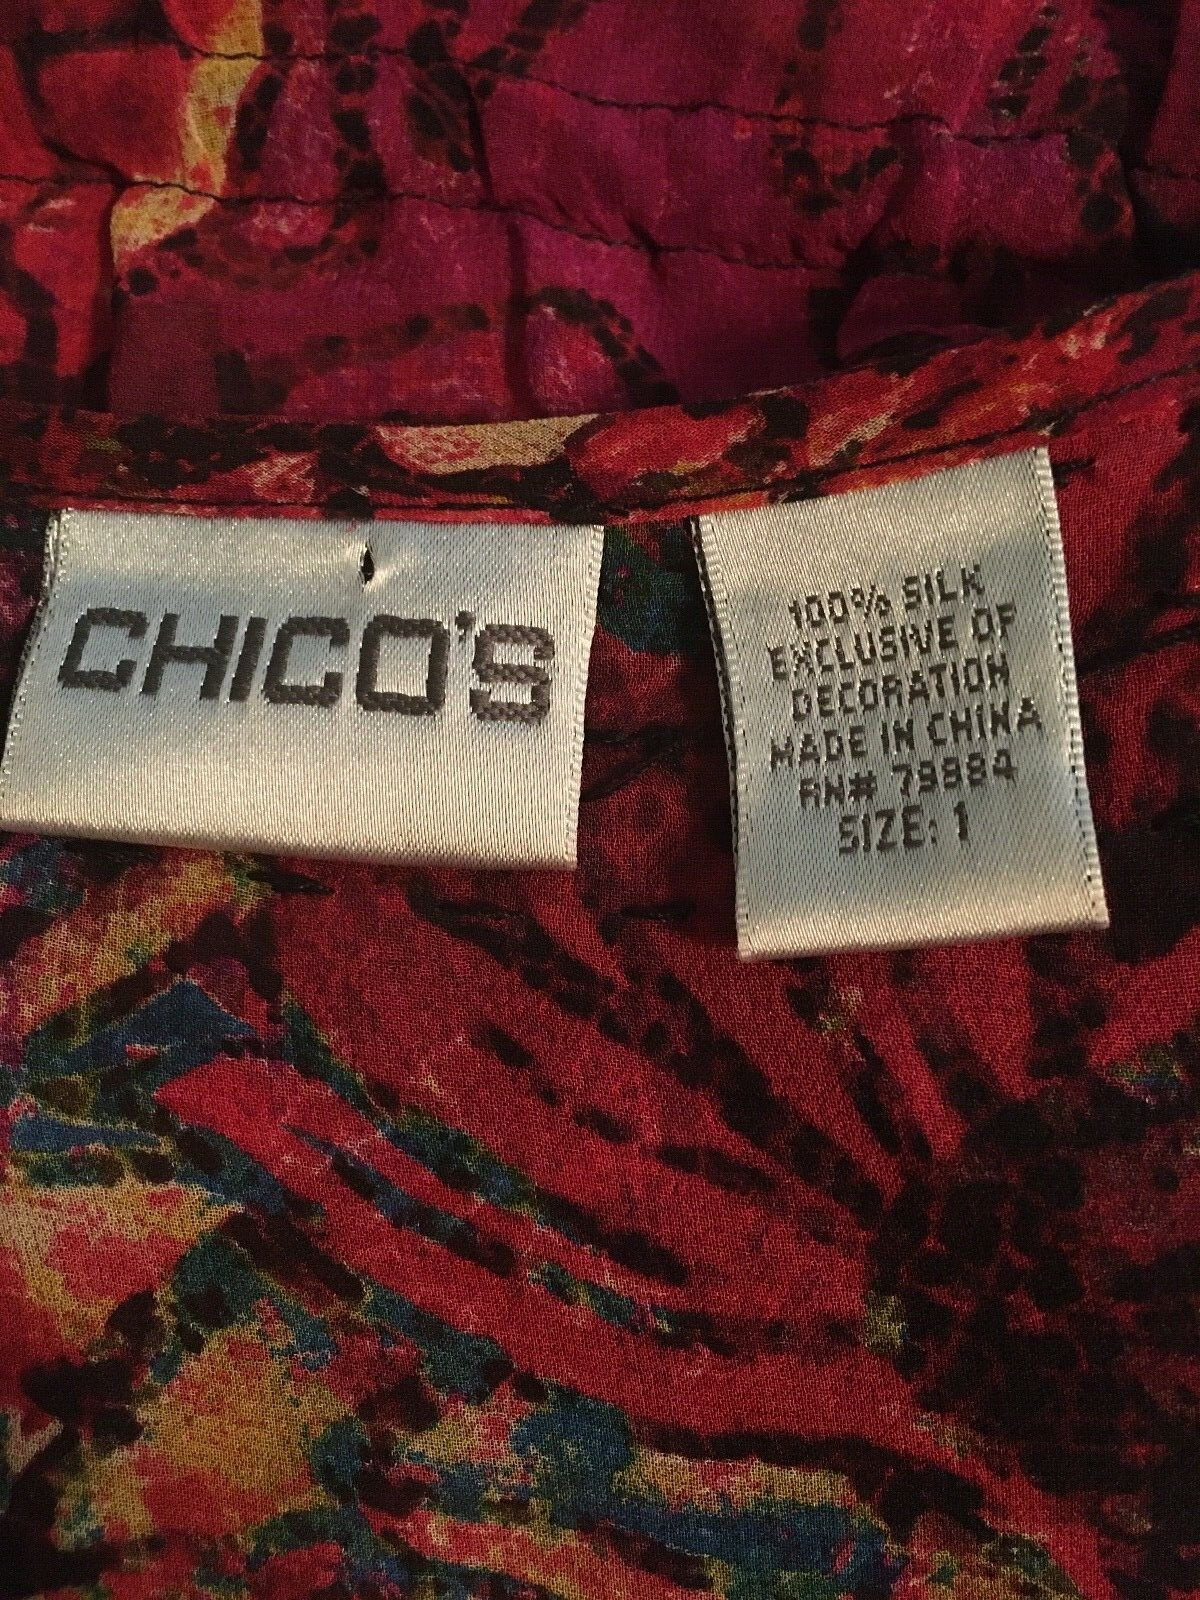 CHICO'S
100% SILK
EXCLUSIVE OF
DECORATION
MADE IN CHINA
RN# 79984
SIZE: 1